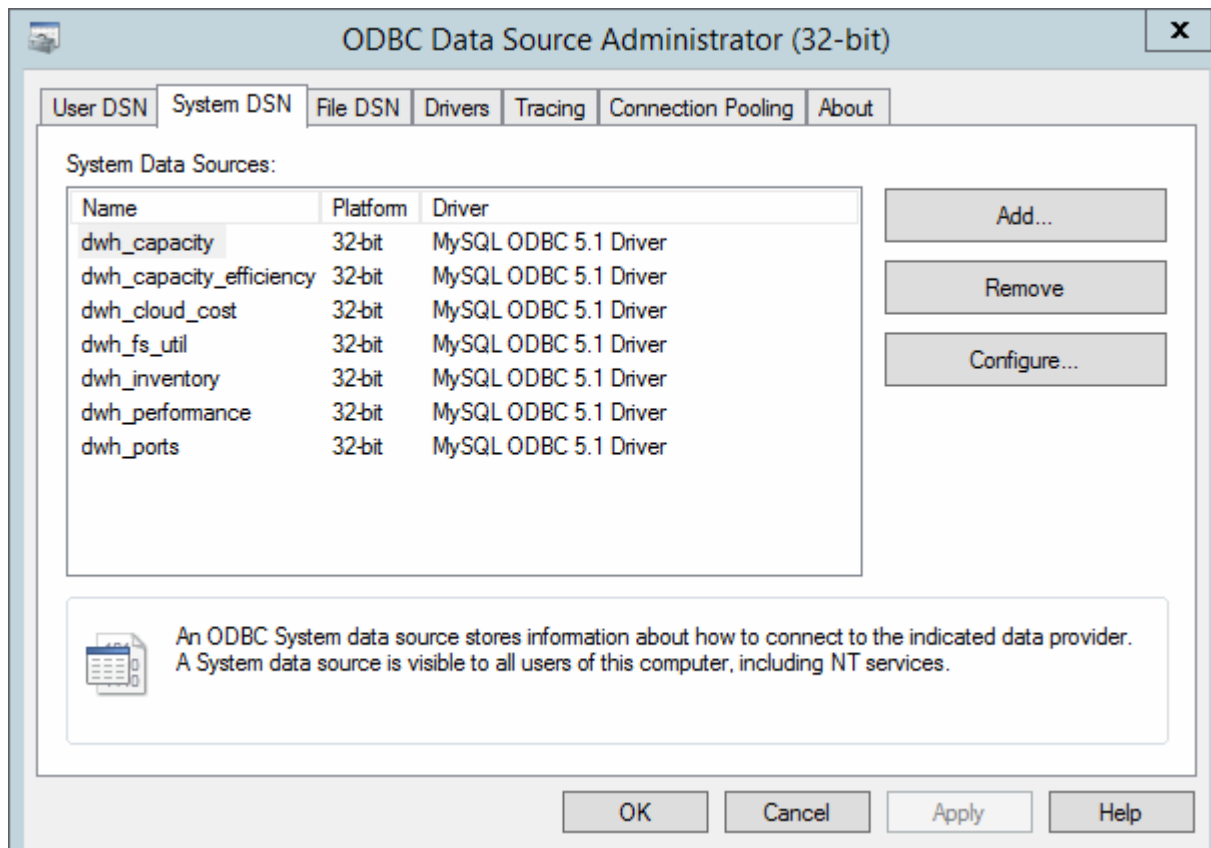 ODBC Data Source Administrator (32-bit)
x
User DSN System DSN File DSN Drivers Tracing Connection Pooling About
System Data Sources:
Name Platform Driver
dwh_capacity 32-bit MySQL ODBC 5.1 Driver
dwh_capacity_efficiency 32-bit MySQL ODBC 5.1 Driver
dwh_cloud_cost 32-bit MySQL ODBC 5.1 Driver
dwh_fs_util 32-bit MySQL ODBC 5.1 Driver
dwh_inventory 32-bit MySQL ODBC 5.1 Driver
dwh_performance 32-bit MySQL ODBC 5.1 Driver
dwh_ports 32-bit MySQL ODBC 5.1 Driver
Add...
Remove
Configure...
An ODBC System data source stores information about how to connect to the indicated data provider.
A System data source is visible to all users of this computer, including NT services.
OK Cancel Apply Help